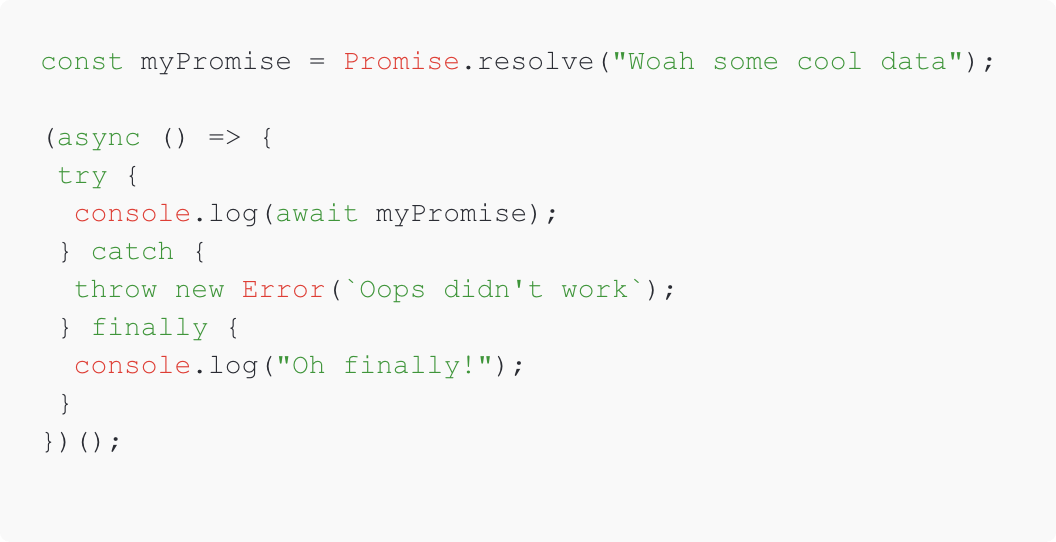 const myPromise = Promise.resolve("Woah some cool data");

(async () => {
 try {
  console.log(await myPromise);
 } catch {
  throw new Error(`Oops didn't work`);
 } finally {
  console.log("Oh finally!");
 }
})();